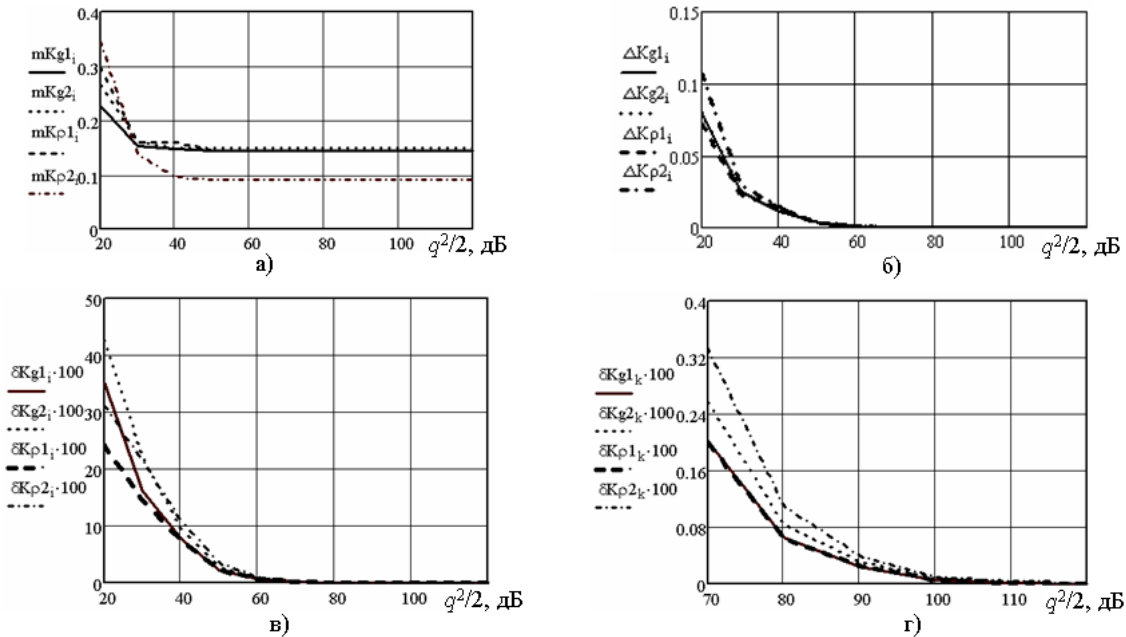 0.4
0.3
0.2
0.1
0
mKg1i
mKg2i
mKρ1i
mKρ2i
20 40 60 80 100 q²/2, дБ
а)
0.15
0.1
0.05
0
ΔKg1i
ΔKg2i
ΔKρ1i
ΔKρ2i
20 40 60 80 100 q²/2, дБ
б)
50
40
30
20
10
0
δKg1i·100
δKg2i·100
δKρ1i·100
δKρ2i·100
20 40 60 80 100 q²/2, дБ
в)
0.4
0.32
0.24
0.16
0.08
0
δKg1k·100
δKg2k·100
δKρ1k·100
δKρ2k·100
70 80 90 100 110 q²/2, дБ
г)